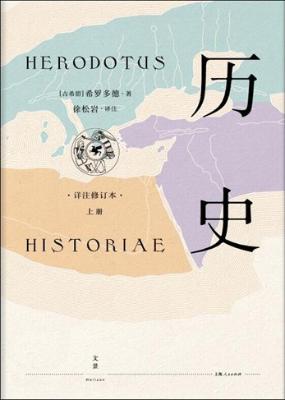 HERODOTUS
[古希腊] 希罗多德·著
徐松岩·译注
历史
·详注修订本·
上册
HISTORIAE
文景
Horizon
上海人民出版社